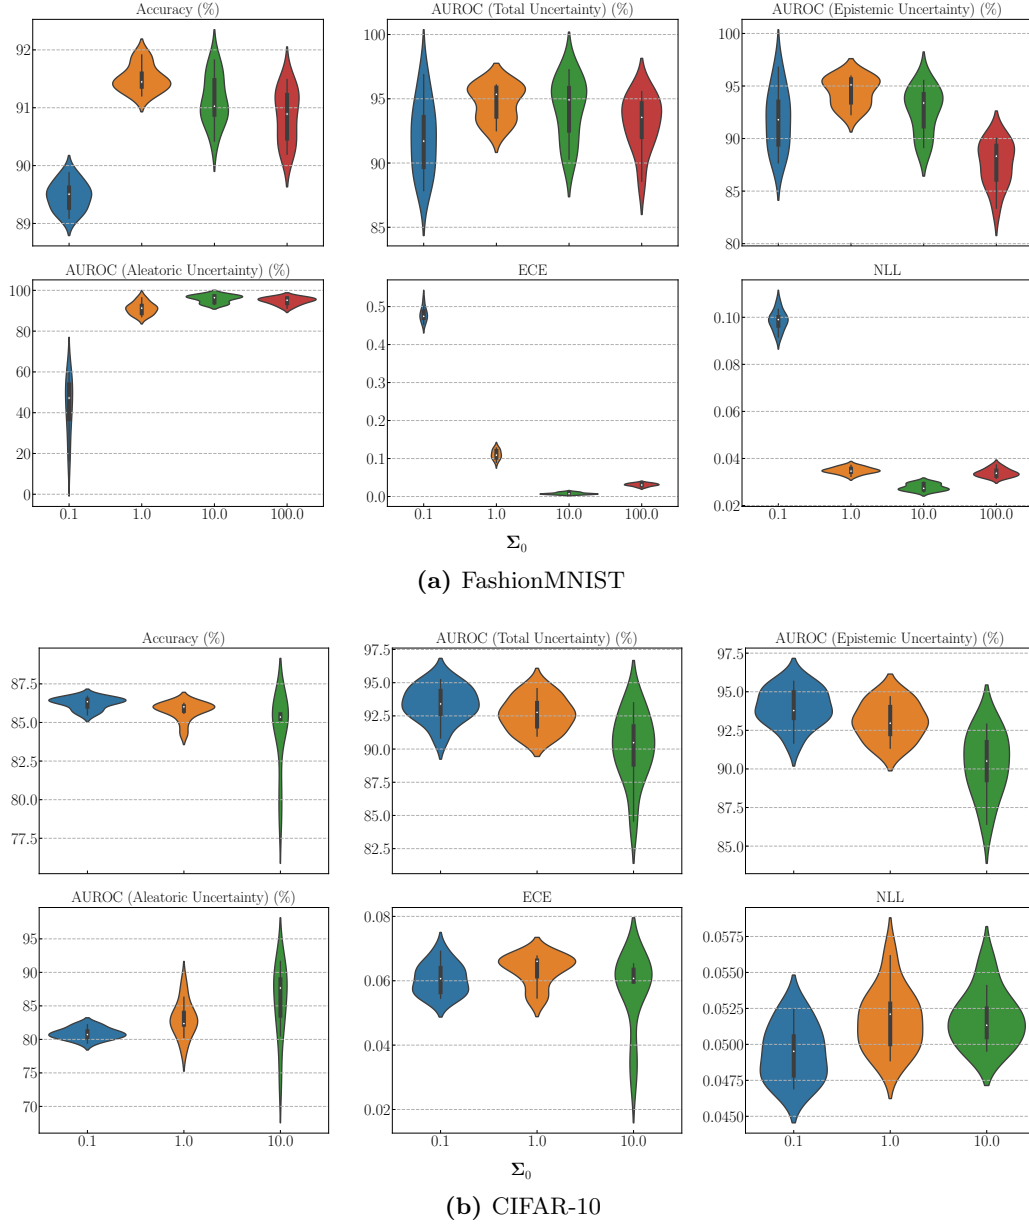 Accuracy (%)
AUROC (Total Uncertainty) (%)
AUROC (Epistemic Uncertainty) (%)
92
91
90
89
100
95
90
85
100
95
90
85
80
AUROC (Aleatoric Uncertainty) (%)
ECE
NLL
100
80
60
40
20
0
0.5
0.4
0.3
0.2
0.1
0.0
0.10
0.08
0.06
0.04
0.02
0.1 1.0 10.0 100.0
0.1 1.0 10.0 100.0
0.1 1.0 10.0 100.0
Σ₀
(a) FashionMNIST
Accuracy (%)
AUROC (Total Uncertainty) (%)
AUROC (Epistemic Uncertainty) (%)
87.5
85.0
82.5
80.0
77.5
97.5
95.0
92.5
90.0
87.5
85.0
82.5
97.5
95.0
92.5
90.0
87.5
85.0
AUROC (Aleatoric Uncertainty) (%)
ECE
NLL
95
90
85
80
75
70
0.08
0.06
0.04
0.02
0.0575
0.0550
0.0525
0.0500
0.0475
0.0450
0.1 1.0 10.0
0.1 1.0 10.0
0.1 1.0 10.0
Σ₀
(b) CIFAR-10